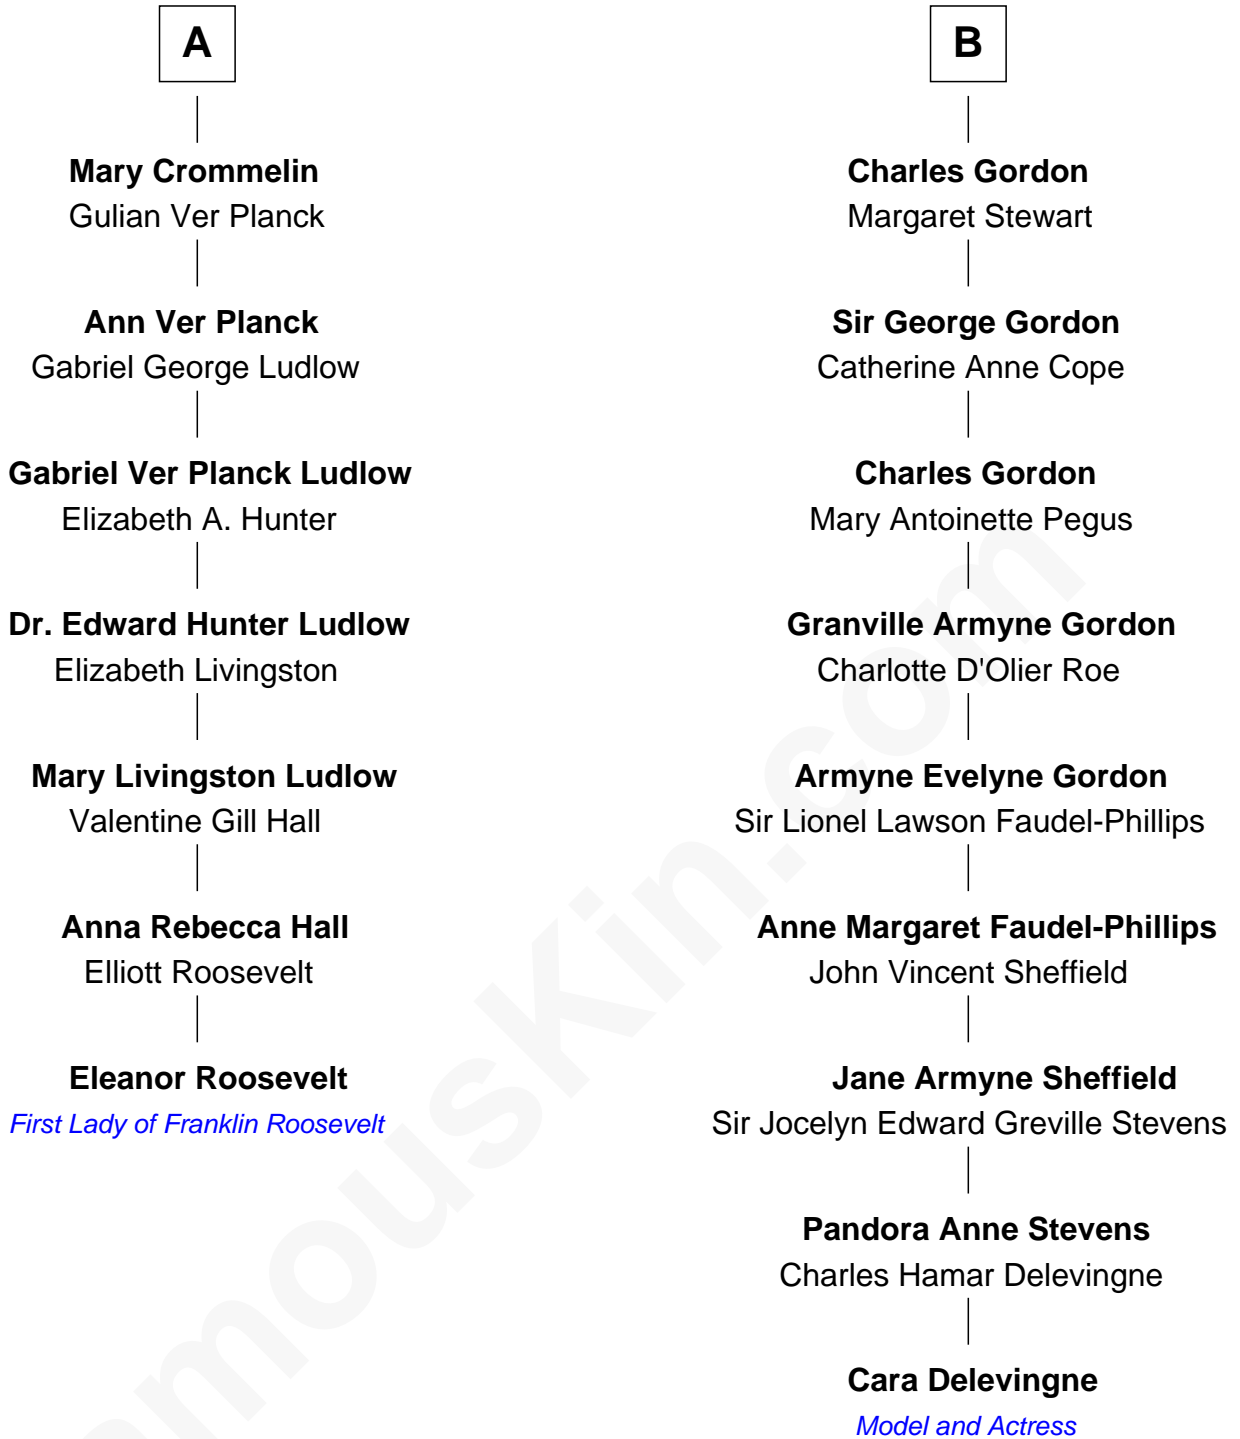 A
Mary Crommelin
Gulian Ver Planck
Ann Ver Planck
Gabriel George Ludlow
Gabriel Ver Planck Ludlow
Elizabeth A. Hunter
Dr. Edward Hunter Ludlow
Elizabeth Livingston
Mary Livingston Ludlow
Valentine Gill Hall
Anna Rebecca Hall
Elliott Roosevelt
Eleanor Roosevelt
First Lady of Franklin Roosevelt
B
Charles Gordon
Margaret Stewart
Sir George Gordon
Catherine Anne Cope
Charles Gordon
Mary Antoinette Pegus
Granville Armyne Gordon
Charlotte D'Olier Roe
Armyne Evelyne Gordon
Sir Lionel Lawson Faudel-Phillips
Anne Margaret Faudel-Phillips
John Vincent Sheffield
Jane Armyne Sheffield
Sir Jocelyn Edward Greville Stevens
Pandora Anne Stevens
Charles Hamar Delevingne
Cara Delevingne
Model and Actress
amousKin.com